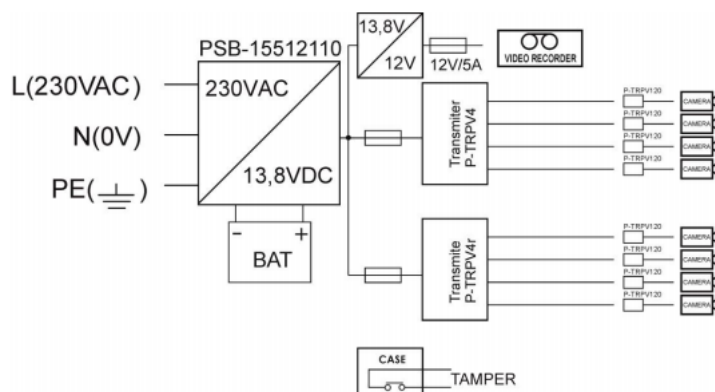 PSB-15512110
L(230VAC)
N(0V)
PE( )
230VAC
13,8VDC
- +
BAT
13,8V
12V
12V/5A
VIDEO RECORDER
Transmiter
P-TRPV4
P-TRPV120
CAMERA
P-TRPV120
CAMERA
P-TRPV120
CAMERA
P-TRPV120
CAMERA
Transmite
P-TRPV4r
P-TRPV120
CAMERA
P-TRPV120
CAMERA
P-TRPV120
CAMERA
P-TRPV120
CAMERA
CASE
TAMPER